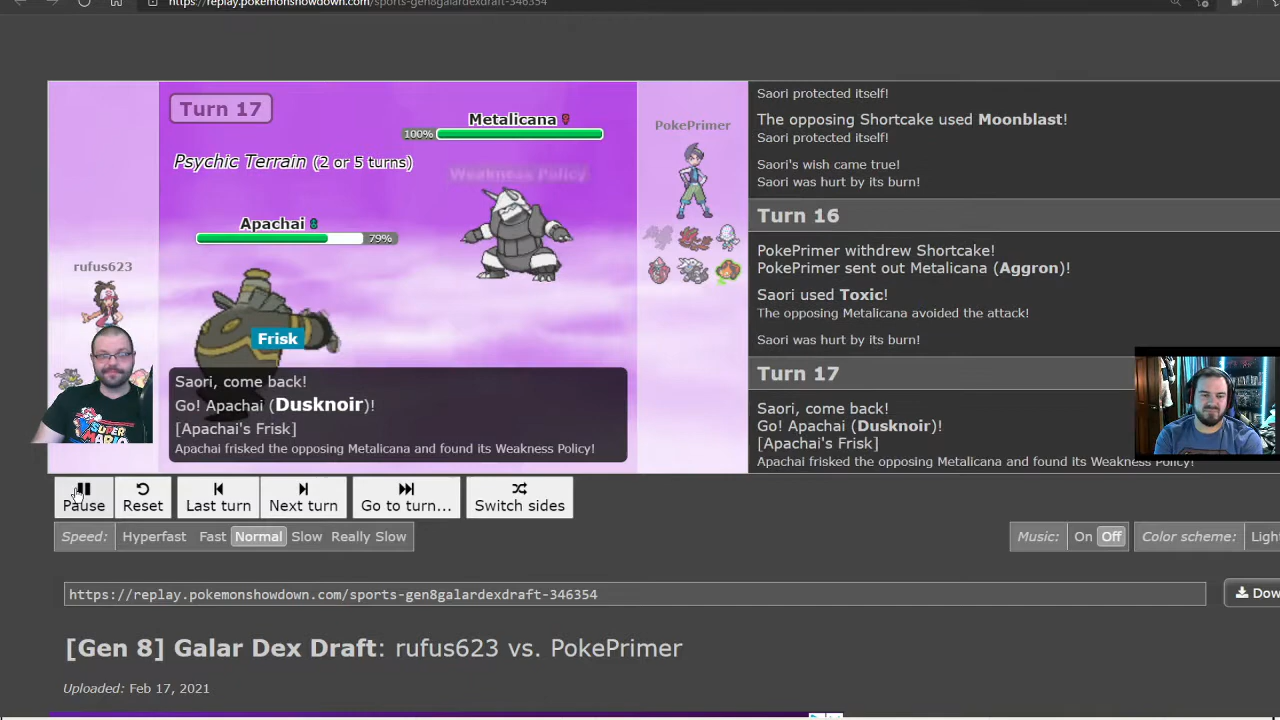 https://replay.pokemonshowdown.com/sports-gen8galardexdraft-346354
Turn 17
Metalicana
100%
Psychic Terrain (2 or 5 turns)
Weakness Policy
Apachai
79%
Frisk
rufus623
PokePrimer
Saori, come back!
Go! Apachai (Dusknoir)!
[Apachai's Frisk]
Apachai frisked the opposing Metalicana and found its Weakness Policy!
Saori protected itself!
The opposing Shortcake used Moonblast!
Saori protected itself!
Saori's wish came true!
Saori was hurt by its burn!
Turn 16
PokePrimer withdrew Shortcake!
PokePrimer sent out Metalicana (Aggron)!
Saori used Toxic!
The opposing Metalicana avoided the attack!
Saori was hurt by its burn!
Turn 17
Saori, come back!
Go! Apachai (Dusknoir)!
[Apachai's Frisk]
Apachai frisked the opposing Metalicana and found its Weakness Policy!
Pause
Reset
Last turn
Next turn
Go to turn...
Switch sides
Speed: Hyperfast Fast Normal Slow Really Slow
Music: On Off
Color scheme: Ligh
https://replay.pokemonshowdown.com/sports-gen8galardexdraft-346354
Dow
[Gen 8] Galar Dex Draft: rufus623 vs. PokePrimer
Uploaded: Feb 17, 2021